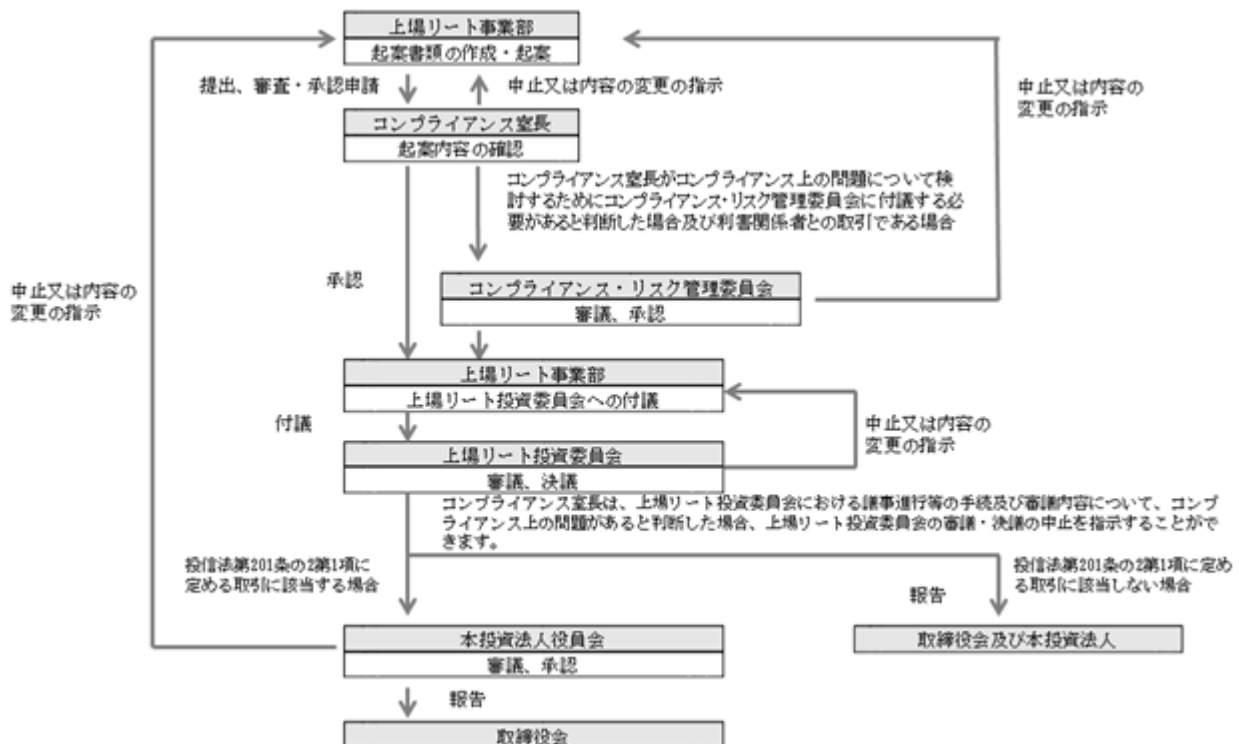 上場リート事業部
起案書類の作成・起案
提出、審査・承認申請
中止又は内容の変更の指示
中止又は内容の
変更の指示
コンプライアンス室長
起案内容の確認
コンプライアンス室長がコンプライアンス上の問題について検
討するためにコンプライアンス・リスク管理委員会に付議する必
要があると判断した場合及び利害関係者との取引である場合
承認
中止又は内容の
変更の指示
コンプライアンス・リスク管理委員会
審議、承認
上場リート事業部
上場リート投資委員会への付議
付議
中止又は内容の
変更の指示
上場リート投資委員会
審議、決議
コンプライアンス室長は、上場リート投資委員会における議事進行等の手続及び審議内容について、コンプ
ライアンス上の問題があると判断した場合、上場リート投資委員会の審議・決議の中止を指示することがで
きます。
投信法第201条の2第1項に
定める取引に該当する場合
投信法第201条の2第1項に定め
る取引に該当しない場合
報告
本投資法人役員会
審議、承認
取締役会及び本投資法人
報告
取締役会